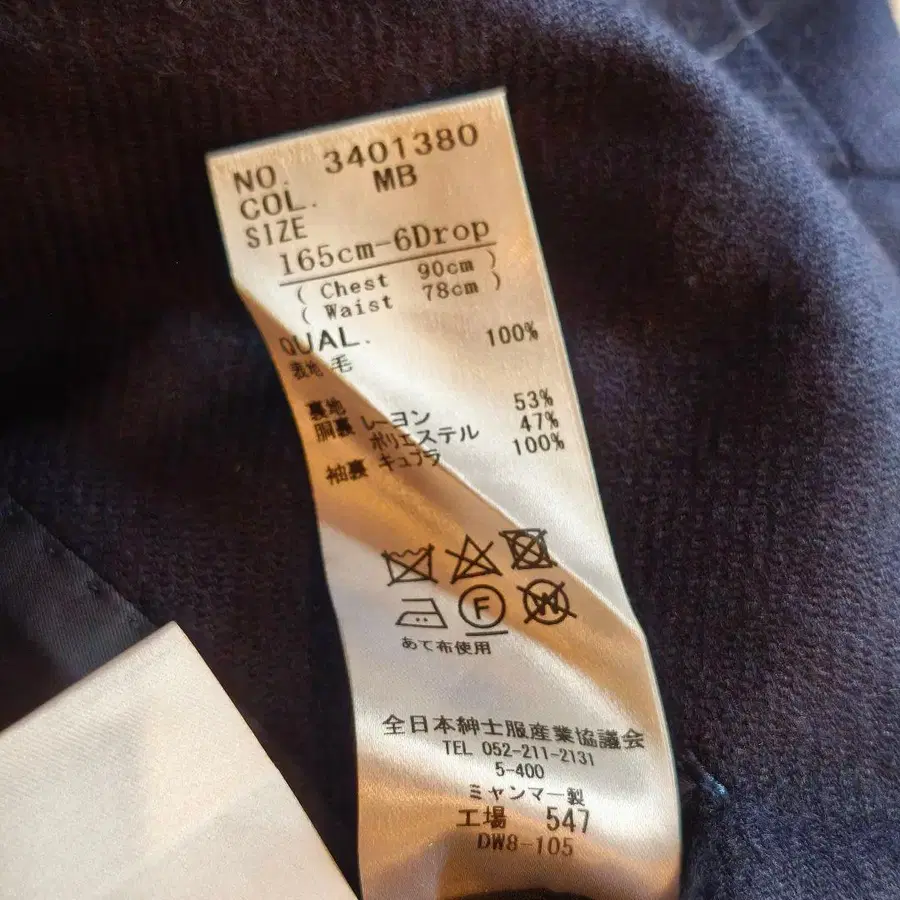 NO. 3401380
COL. MB
SIZE
165cm-6Drop
( Chest 90cm )
( Waist 78cm )
QUAL.
表地 毛 100%
裏地
胴裏 レーヨン 53%
ポリエステル 47%
袖裏 キュプラ 100%
F
W
あて布使用
全日本紳士服産業協議会
TEL 052-211-2131
5-400
ミャンマー製
工場 547
DW8-105